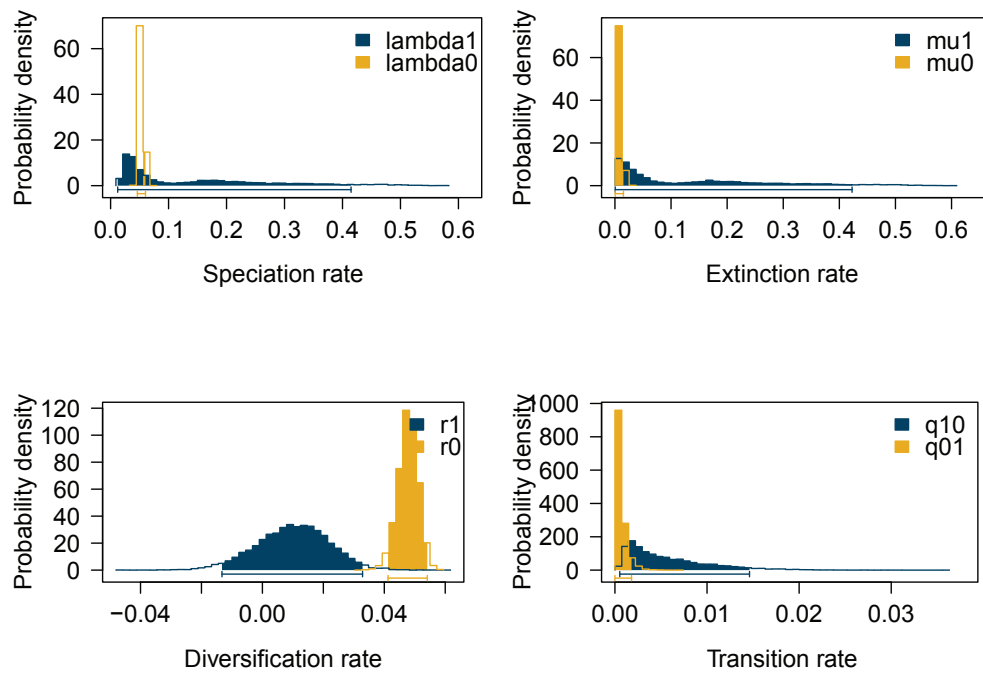 Probability density
60
40
20
0
lambda1
lambda0
0.0 0.1 0.2 0.3 0.4 0.5 0.6
Speciation rate
Probability density
60
40
20
0
mu1
mu0
0.0 0.1 0.2 0.3 0.4 0.5 0.6
Extinction rate
Probability density
120
100
80
60
40
20
0
r1
r0
−0.04 0.00 0.04
Diversification rate
Probability density
1000
800
600
400
200
0
q10
q01
0.00 0.01 0.02 0.03
Transition rate